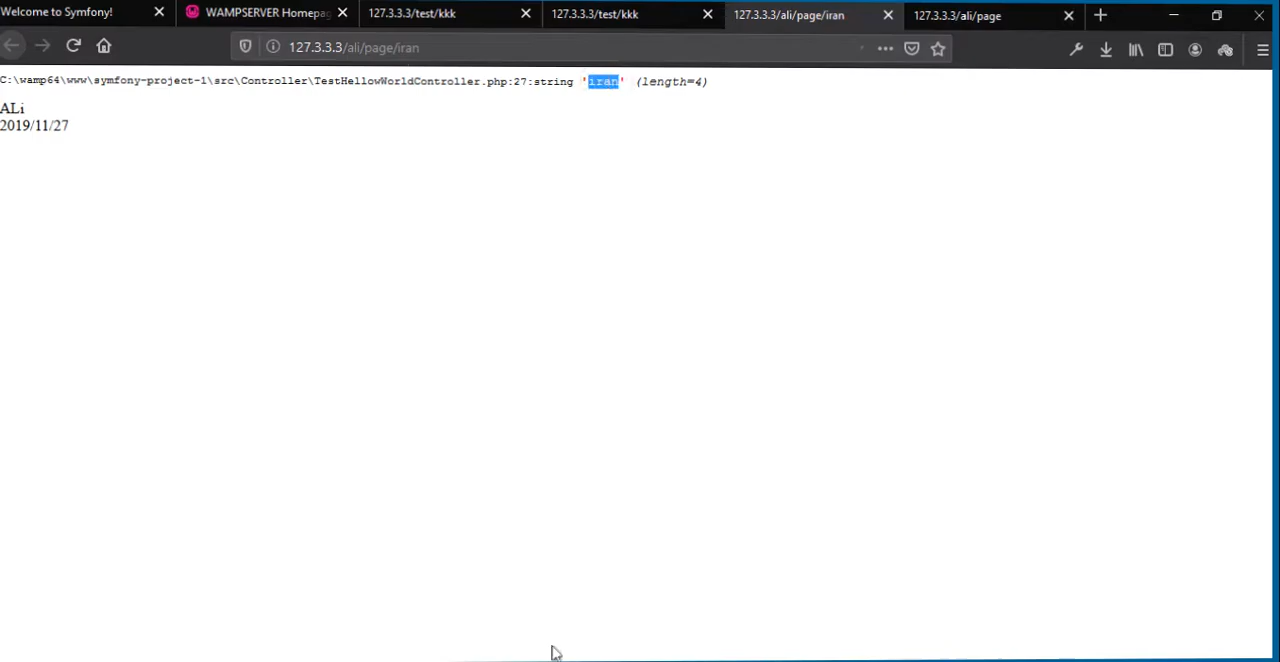 Welcome to Symfony!
WAMPSERVER Homepag
127.3.3.3/test/kkk
127.3.3.3/test/kkk
127.3.3.3/ali/page/iran
127.3.3.3/ali/page
127.3.3.3/ali/page/iran
C:\wamp64\www\symfony-project-1\src\Controller\TestHellowWorldController.php:27:string 'iran' (length=4)
ALi
2019/11/27